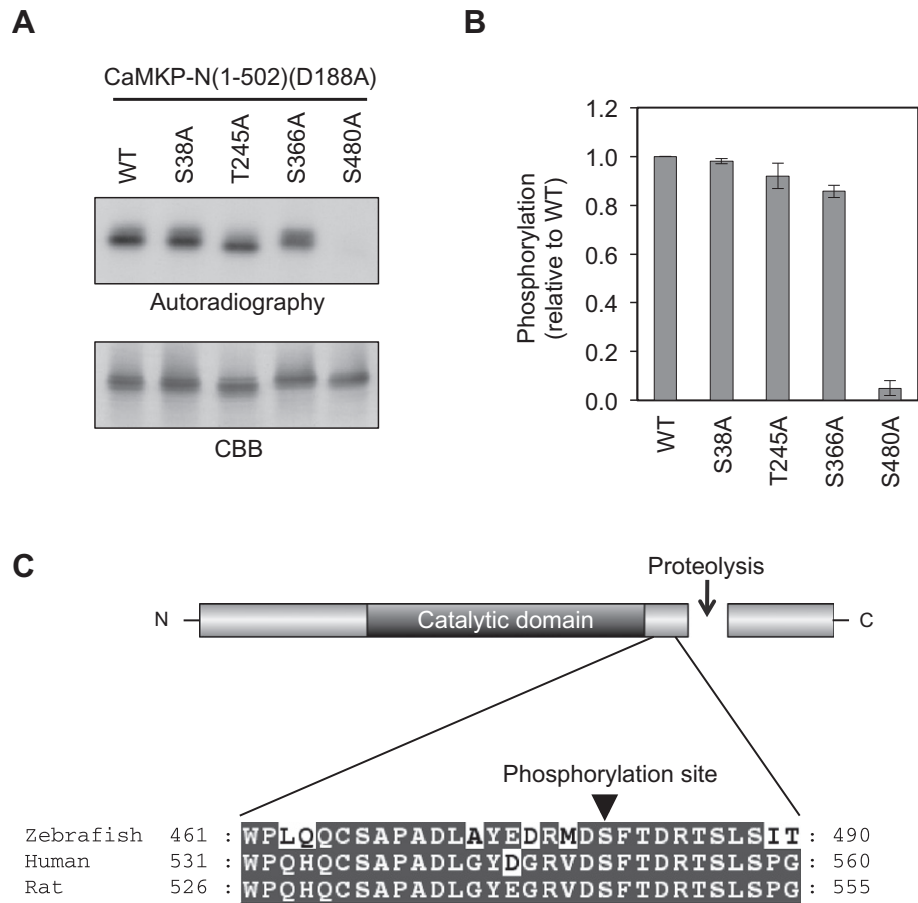 A
CaMKP-N(1-502)(D188A)
WT S38A T245A S366A S480A
Autoradiography
CBB
B
Phosphorylation
(relative to WT)
1.2
1.0
0.8
0.6
0.4
0.2
0.0
WT S38A T245A S366A S480A
C
Proteolysis
N Catalytic domain C
Phosphorylation site
Zebrafish 461 : WPLQQCSAPADLAYEDRMDSFTDRTSLSIT : 490
Human 531 : WPQHQCSAPADLGYDGRVDSFTDRTSLSPG : 560
Rat 526 : WPQHQCSAPADLGYEGRVDSFTDRTSLSPG : 555